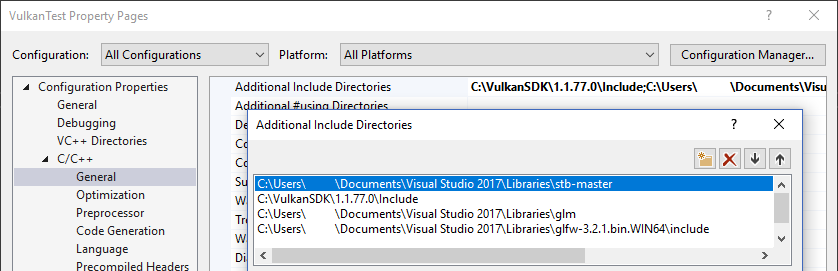 VulkanTest Property Pages
Configuration: All Configurations Platform: All Platforms Configuration Manager...
Configuration Properties
General
Debugging
VC++ Directories
C/C++
General
Optimization
Preprocessor
Code Generation
Language
Precompiled Headers
Additional Include Directories C:\VulkanSDK\1.1.77.0\Include;C:\Users\ \Documents\Visu
Additional #using Directories
Additional Include Directories
C:\Users\ \Documents\Visual Studio 2017\Libraries\stb-master
C:\VulkanSDK\1.1.77.0\Include
C:\Users\ \Documents\Visual Studio 2017\Libraries\glm
C:\Users\ \Documents\Visual Studio 2017\Libraries\glfw-3.2.1.bin.WIN64\include